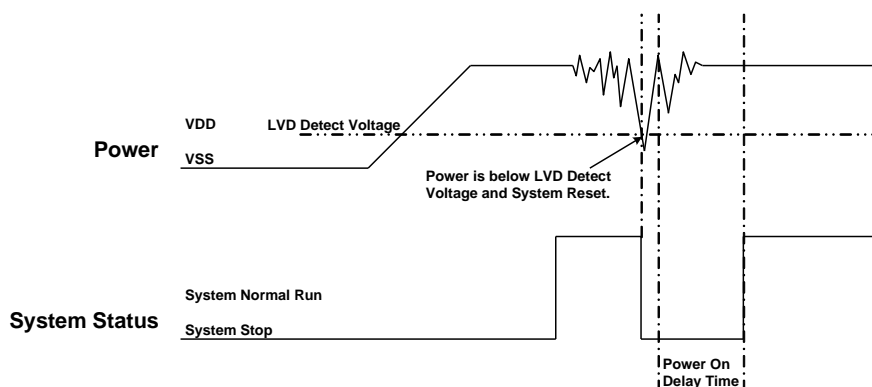 VDD
LVD Detect Voltage
Power
VSS
Power is below LVD Detect
Voltage and System Reset.
System Normal Run
System Status
System Stop
Power On
Delay Time